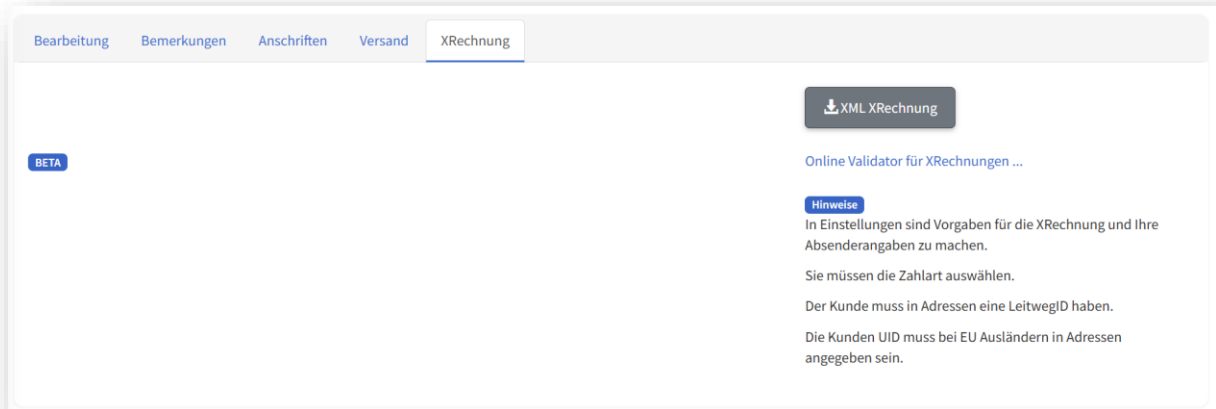 Bearbeitung Bemerkungen Anschriften Versand XRechnung
XML XRechnung
BETA
Online Validator für XRechnungen ...
Hinweise
In Einstellungen sind Vorgaben für die XRechnung und Ihre
Absenderangaben zu machen.
Sie müssen die Zahlart auswählen.
Der Kunde muss in Adressen eine LeitwegID haben.
Die Kunden UID muss bei EU Ausländern in Adressen
angegeben sein.